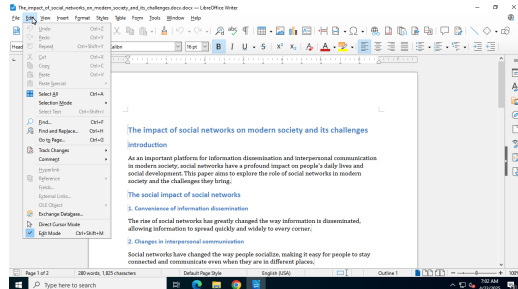 The_impact_of_social_networks_on_modern_society_and_its_challenges.docx.docx — LibreOffice Writer
File Edit View Insert Format Styles Table Form Tools Window Help
16 pt
Undo Ctrl+Z
Redo Ctrl+Y
Repeat Ctrl+Shift+Y
Cut Ctrl+X
Copy Ctrl+C
Paste Ctrl+V
Paste Special
Select All Ctrl+A
Selection Mode
Select Text Ctrl+Shift+I
Find... Ctrl+F
Find and Replace... Ctrl+H
Go to Page... Ctrl+G
Track Changes
Comment
Hyperlink
Reference
Fields...
External Links...
OLE Object
Exchange Database...
Direct Cursor Mode
Edit Mode Ctrl+Shift+M
The impact of social networks on modern society and its challenges
introduction
As an important platform for information dissemination and interpersonal communication
in modern society, social networks have a profound impact on people's daily lives and
social development. This paper aims to explore the role of social networks in modern
society and the challenges they bring.
The social impact of social networks
1. Convenience of information dissemination
The rise of social networks has greatly changed the way information is disseminated,
allowing information to spread quickly and widely to every corner.
2. Changes in interpersonal communication
Social networks have changed the way people socialize, making it easy for people to stay
connected and communicate even when they are in different places.
Page 1 of 2 280 words, 1,825 characters Default Page Style English (USA) Outline 1
Type here to search
7:02 AM